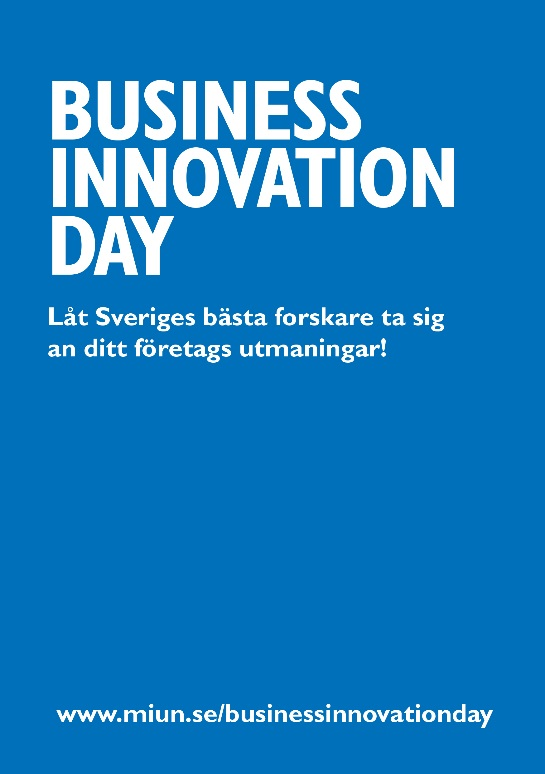 BUSINESS
INNOVATION
DAY
Låt Sveriges bästa forskare ta sig
an ditt företags utmaningar!
www.miun.se/businessinnovationday